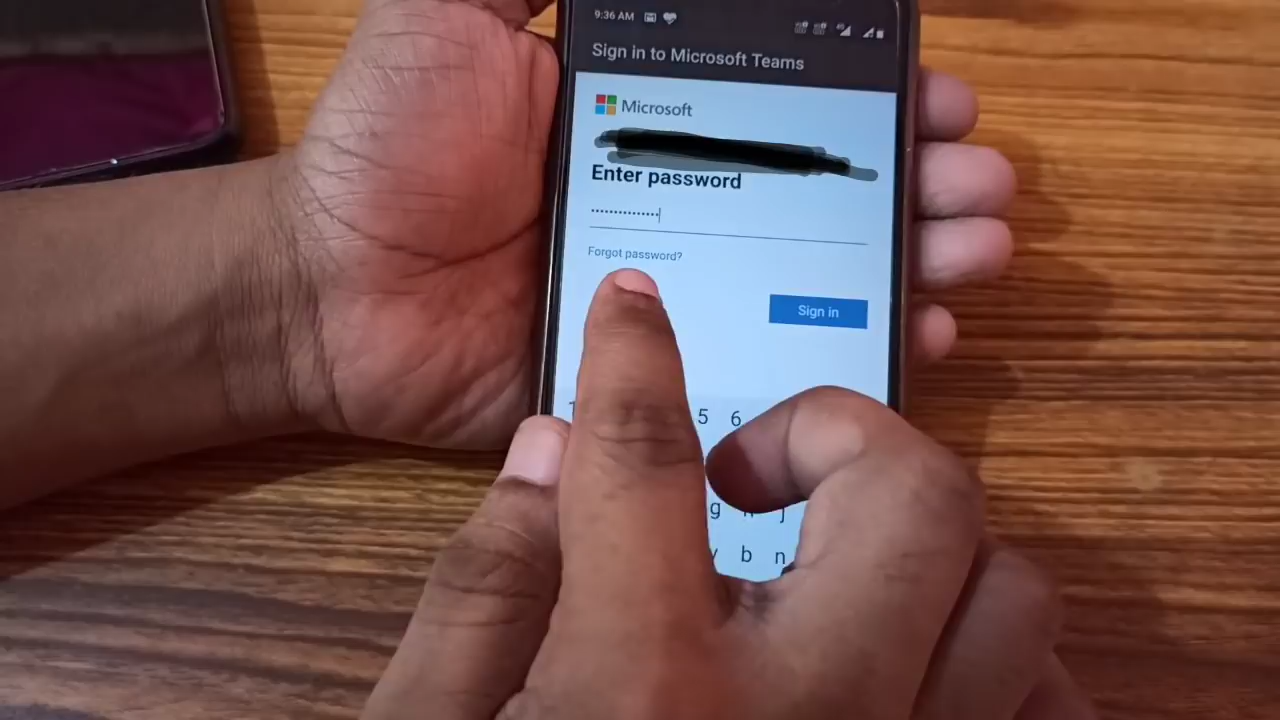 9:36 AM
Sign in to Microsoft Teams
Microsoft
Enter password
Forgot password?
Sign in
5 6
g
b n